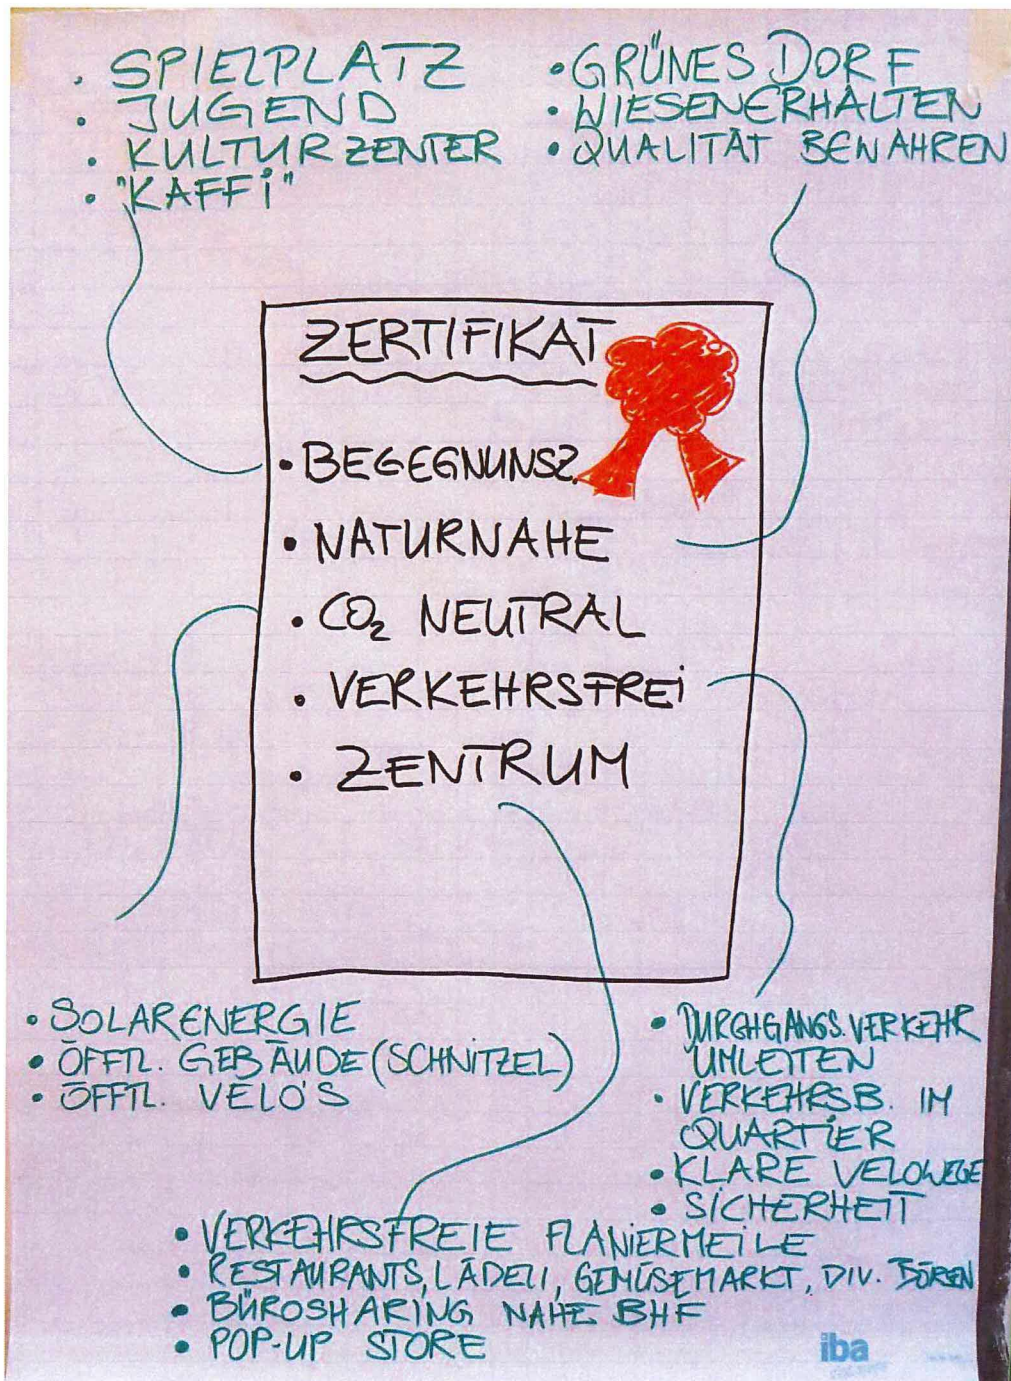 • SPIELPLATZ
• JUGEND
• KULTURZENTER
• "KAFFI"
• GRÜNES DORF
• WIESENERHALTEN
• QUALITÄT BEWAHREN
ZERTIFIKAT
• BEGEGNUNSZ.
• NATURNAHE
• CO₂ NEUTRAL
• VERKEHRSFREI
• ZENTRUM
• SOLARENERGIE
• ÖFFTL. GEBÄUDE (SCHNITZEL)
• ÖFFTL. VELO'S
• DURCHGANGS.VERKEHR
UMLEITEN
• VERKEHRSB. IM
QUARTIER
• KLARE VELOWEGE
• SICHERHEIT
• VERKEHRSFREIE FLANIERMEILE
• RESTAURANTS, LÄDELI, GEMÜSEMARKT, DIV. BÖRSEN
• BÜROSHARING NAHE BHF
• POP-UP STORE
iba